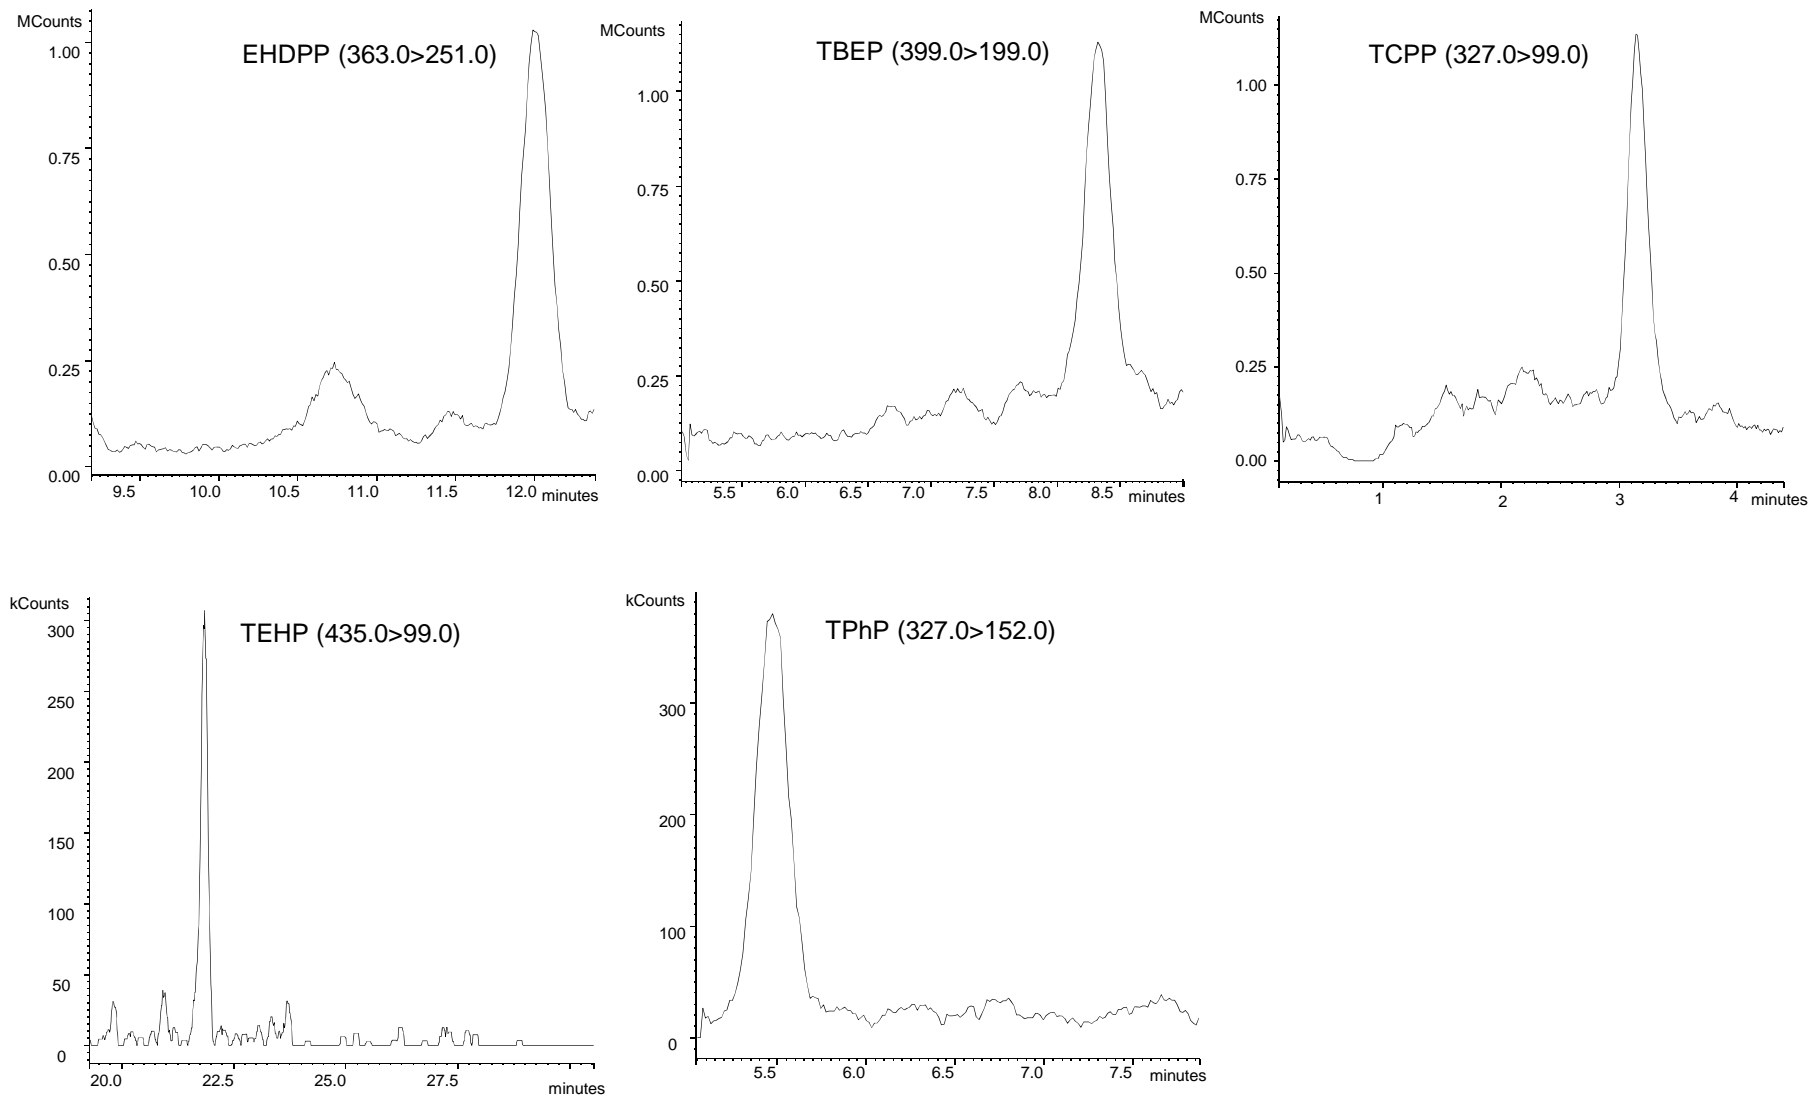 MCounts
EHDPP (363.0>251.0)
1.00
0.75
0.50
0.25
0.00
9.5 10.0 10.5 11.0 11.5 12.0 minutes
MCounts
TBEP (399.0>199.0)
1.00
0.75
0.50
0.25
0.00
5.5 6.0 6.5 7.0 7.5 8.0 8.5 minutes
MCounts
TCPP (327.0>99.0)
1.00
0.75
0.50
0.25
0.00
1 2 3 4 minutes
kCounts
TEHP (435.0>99.0)
300
250
200
150
100
50
0
20.0 22.5 25.0 27.5 minutes
kCounts
TPhP (327.0>152.0)
300
200
100
0
5.5 6.0 6.5 7.0 7.5 minutes